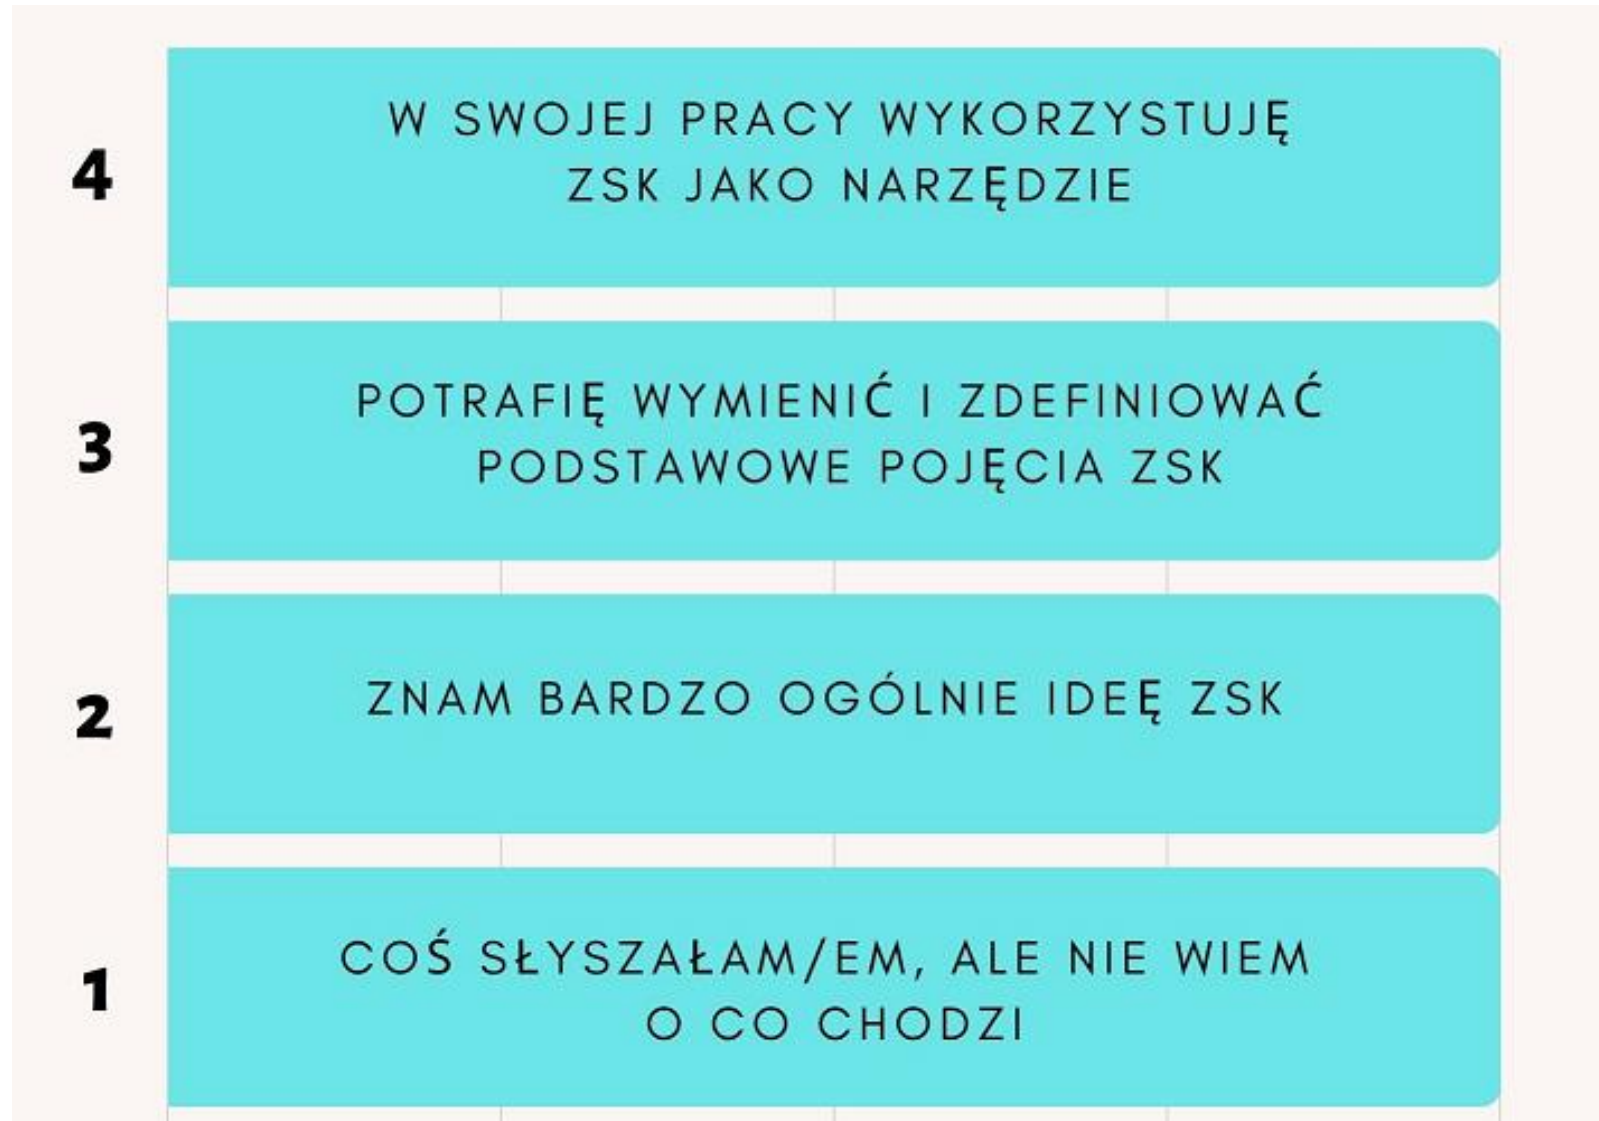 4
W SWOJEJ PRACY WYKORZYSTUJĘ
ZSK JAKO NARZĘDZIE
3
POTRAFIĘ WYMIENIĆ I ZDEFINIOWAĆ
PODSTAWOWE POJĘCIA ZSK
2
ZNAM BARDZO OGÓLNIE IDEĘ ZSK
1
COŚ SŁYSZAŁAM/EM, ALE NIE WIEM
O CO CHODZI